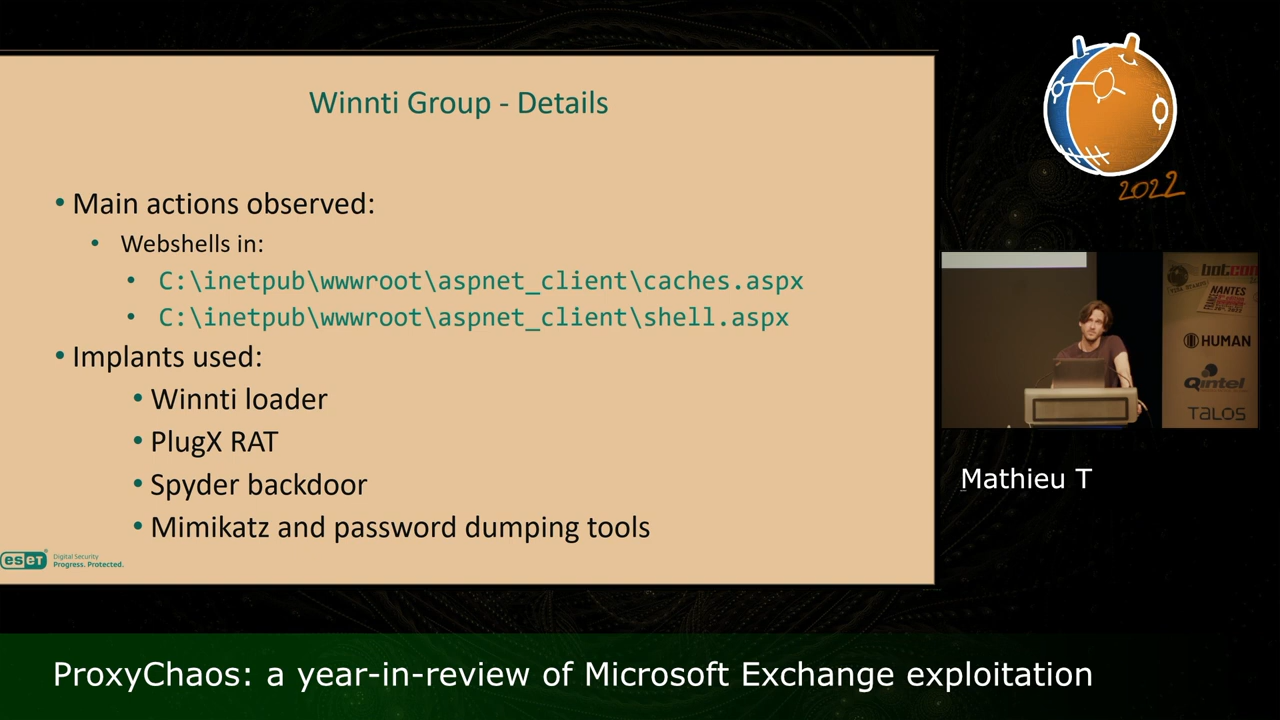 Winnti Group - Details
• Main actions observed:
• Webshells in:
• C:\inetpub\wwwroot\aspnet_client\caches.aspx
• C:\inetpub\wwwroot\aspnet_client\shell.aspx
• Implants used:
• Winnti loader
• PlugX RAT
• Spyder backdoor
• Mimikatz and password dumping tools
eset
Digital Security
Progress. Protected.
2022
botcon
NANTES
HUMAN
Qintel
TALOS
Mathieu T
ProxyChaos: a year-in-review of Microsoft Exchange exploitation